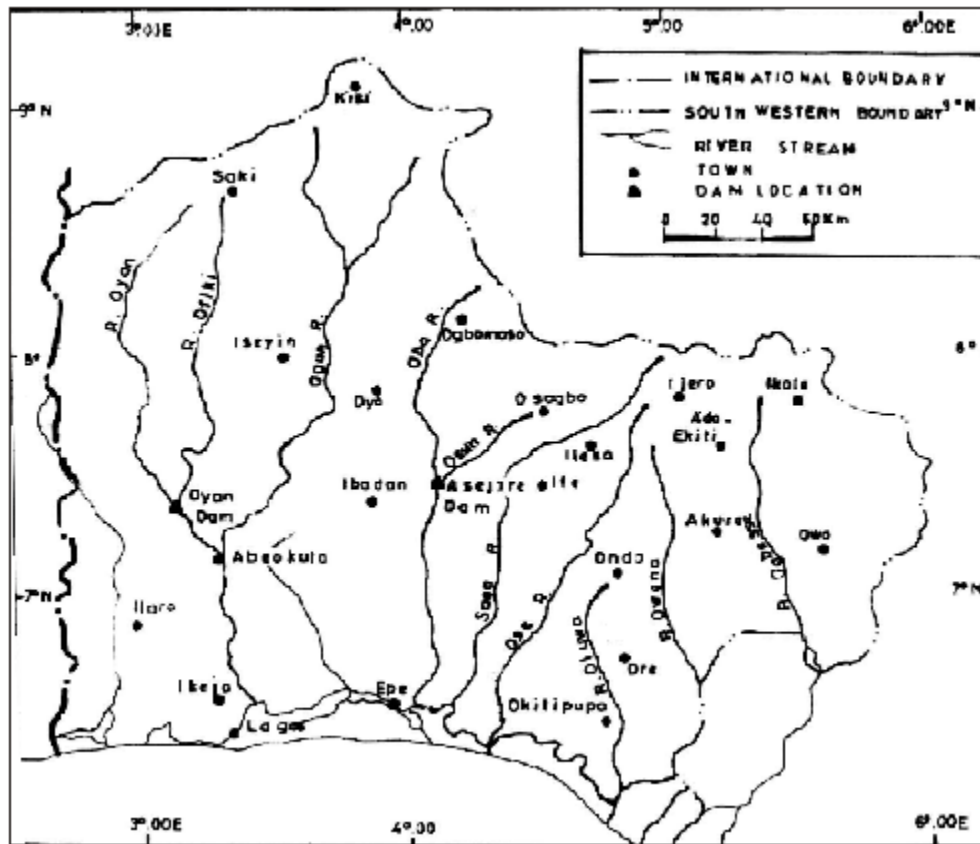 3°.00E 4°.00 5°.00E 6°.00E
INTERNATIONAL BOUNDARY
SOUTH WESTERN BOUNDARY
RIVER STREAM
TOWN
DAM LOCATION
0 20 40 60Km
9°N
9°N
Kisi
Saki
R. Oyan
R. Ofiki
Iseyin
Ogun R.
Oba R.
Ogbomoso
8°
8°
Oyo
Osogbo
Ijero
Ikole
Ado-
Ekiti
Osun R.
Ilesa
Ife
Asejire
Dam
Ibadan
Oyan
Dam
Abeokuta
Akure
Owo
Ondo
7°N
7°N
Ilaro
R. Owena
Ose R.
R. Oluwa
Ore
Ikeja
Epe
Okitipupa
Lagos
3°.00E 4°.00 6°.00E